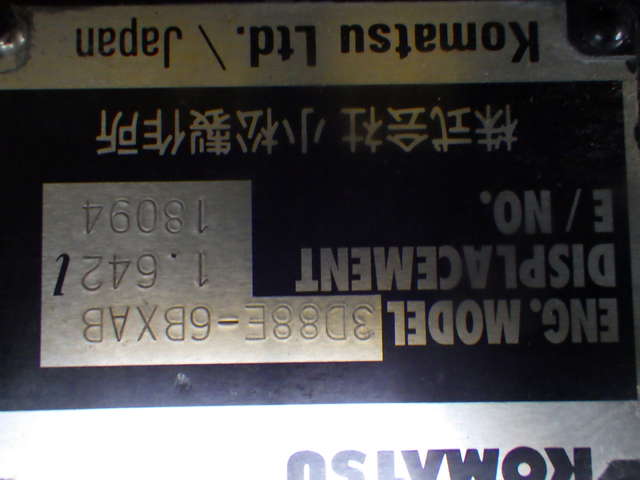 KOMATSU
ENG. MODEL 3D88E-6BXAB
DISPLACEMENT 1.642 l
E / NO. 18094
株式会社 小松製作所
Komatsu Ltd. / Japan